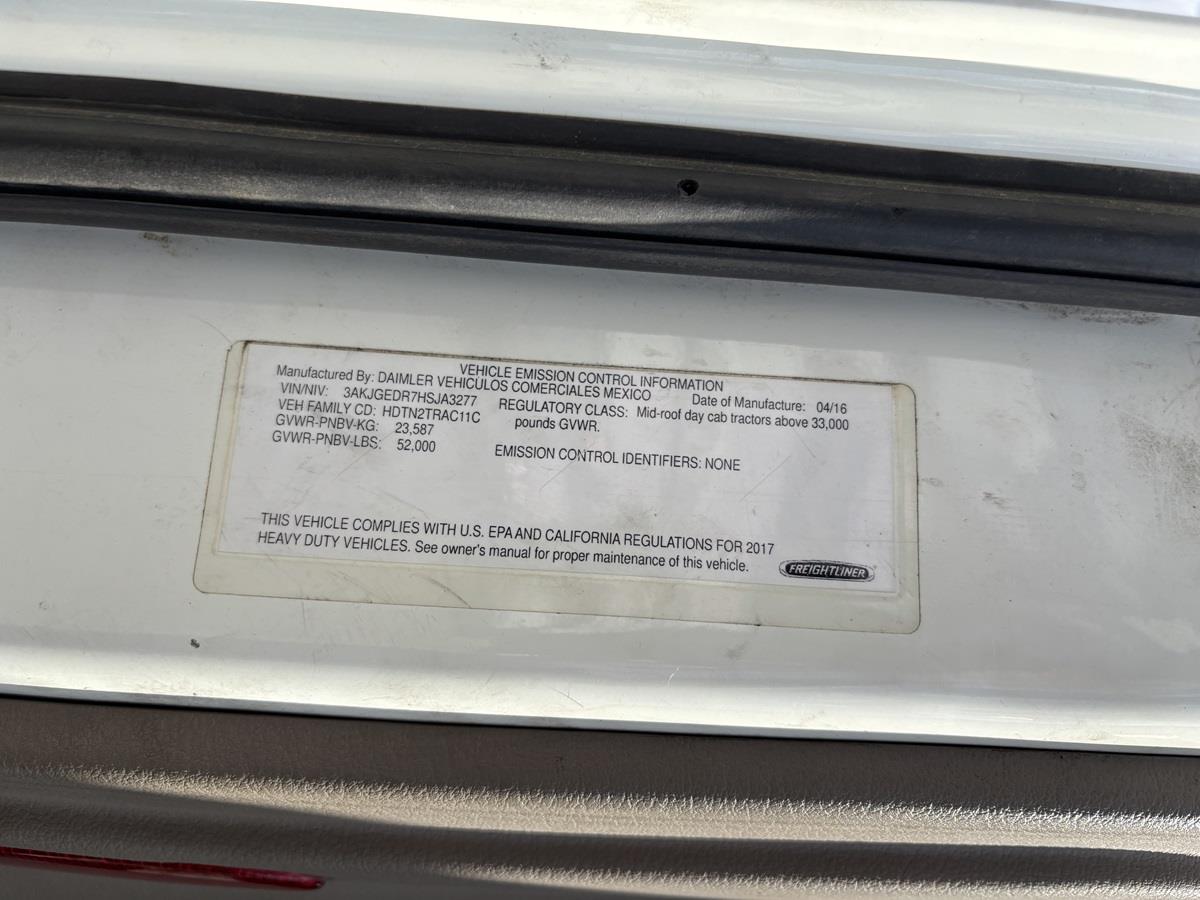 VEHICLE EMISSION CONTROL INFORMATION
Manufactured By: DAIMLER VEHICULOS COMERCIALES MEXICO Date of Manufacture: 04/16
VIN/NIV: 3AKJGEDR7HSJA3277 REGULATORY CLASS: Mid-roof day cab tractors above 33,000
VEH FAMILY CD: HDTN2TRAC11C pounds GVWR.
GVWR-PNBV-KG: 23,587
GVWR-PNBV-LBS: 52,000 EMISSION CONTROL IDENTIFIERS: NONE
THIS VEHICLE COMPLIES WITH U.S. EPA AND CALIFORNIA REGULATIONS FOR 2017
HEAVY DUTY VEHICLES. See owner's manual for proper maintenance of this vehicle.
FREIGHTLINER